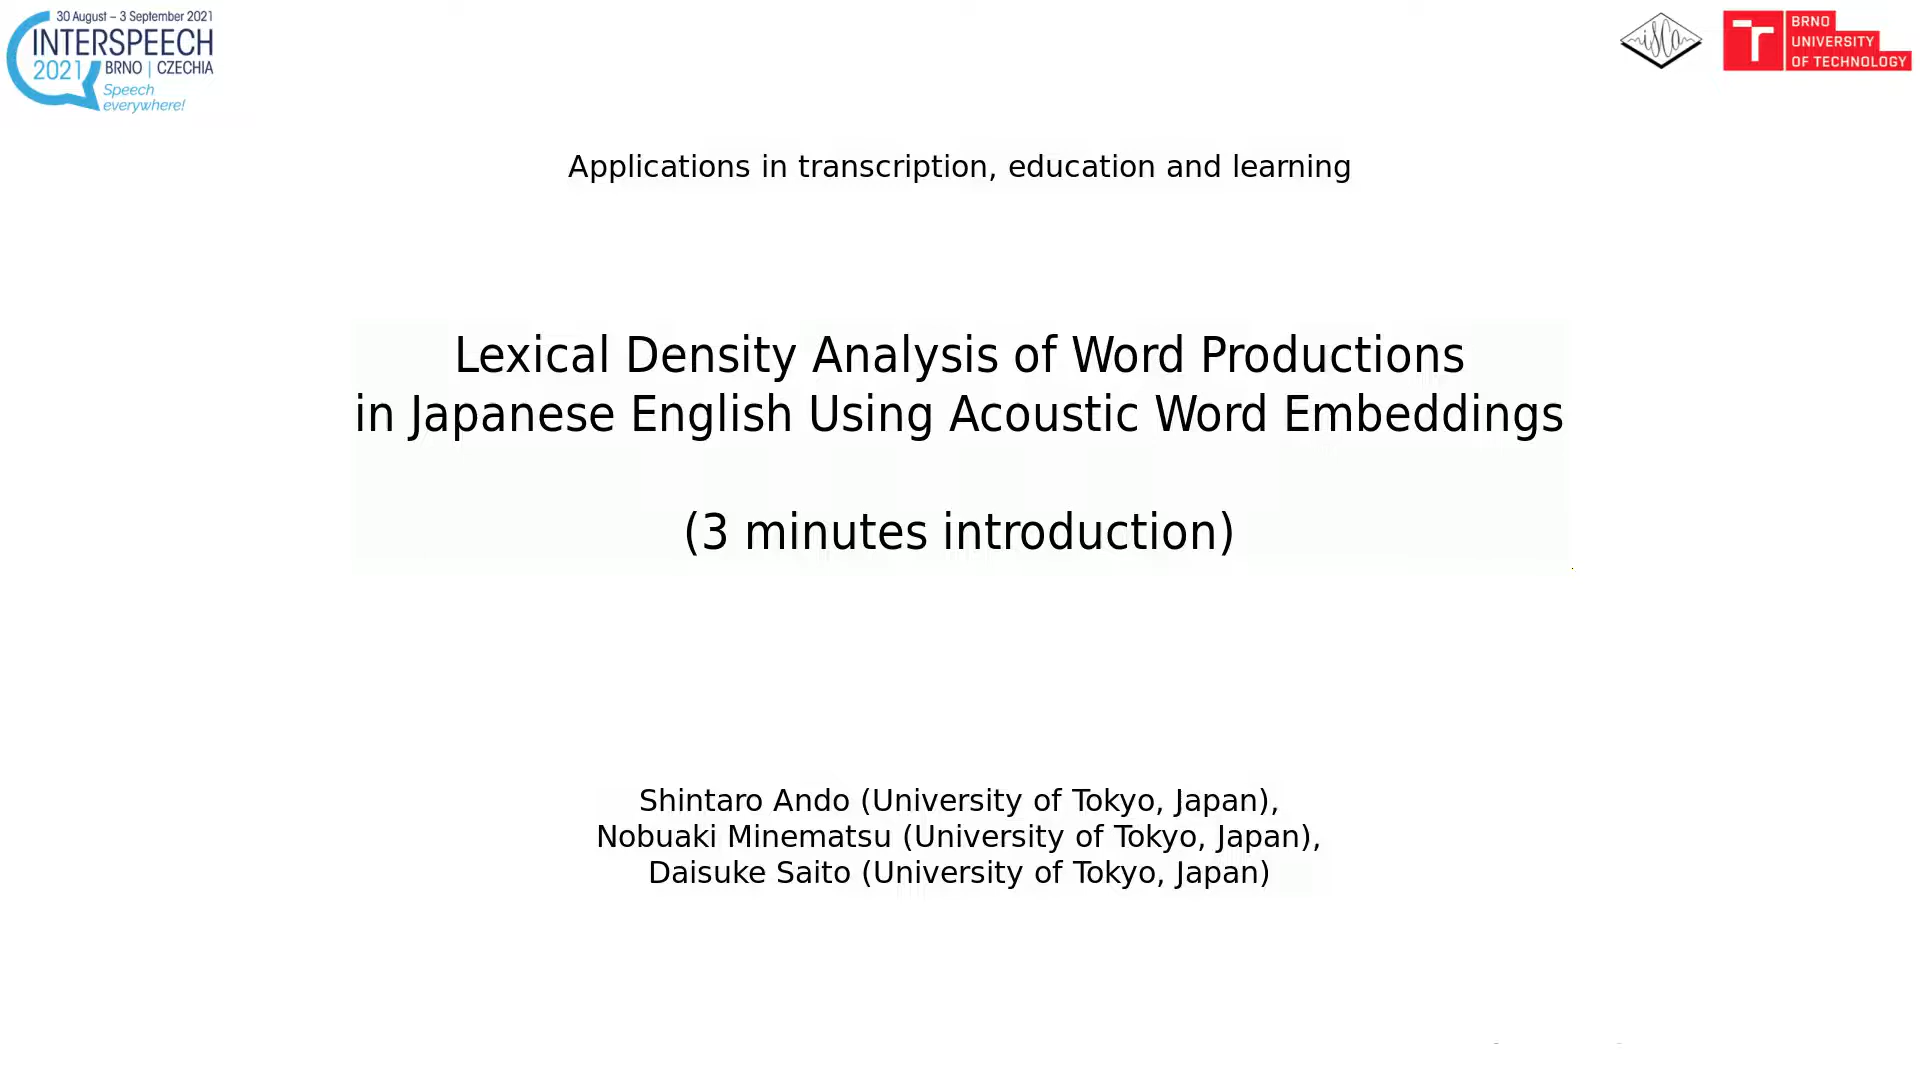 30 August – 3 September 2021
INTERSPEECH
2021 BRNO | CZECHIA
Speech
everywhere!
isca
BRNO
UNIVERSITY
OF TECHNOLOGY
Applications in transcription, education and learning
Lexical Density Analysis of Word Productions
in Japanese English Using Acoustic Word Embeddings
(3 minutes introduction)
Shintaro Ando (University of Tokyo, Japan),
Nobuaki Minematsu (University of Tokyo, Japan),
Daisuke Saito (University of Tokyo, Japan)